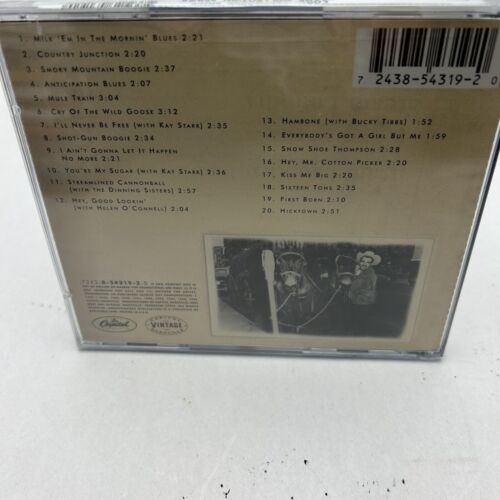 1. Milk 'Em In The Mornin' Blues 2:21
2. Country Junction 2:20
3. Smoky Mountain Boogie 2:37
4. Anticipation Blues 2:07
5. Mule Train 3:04
6. Cry Of The Wild Goose 3:12
7. I'll Never Be Free (with Kay Starr) 2:35
8. Shot-Gun Boogie 2:34
9. I Ain't Gonna Let It Happen
No More 2:21
10. You're My Sugar (with Kay Starr) 2:36
11. Streamlined Cannonball
(with the Dinning Sisters) 2:57
12. Hey, Good Lookin'
(with Helen O'Connell) 2:04
13. Hambone (with Bucky Tibbs) 1:52
14. Everybody's Got A Girl But Me 1:59
15. Snow Shoe Thompson 2:28
16. Hey, Mr. Cotton Picker 2:20
17. Kiss Me Big 2:20
18. Sixteen Tons 2:35
19. First Born 2:10
20. Hicktown 2:51
7 2438-54319-2 0
7243 8-54319-2 0
Capitol
VINTAGE